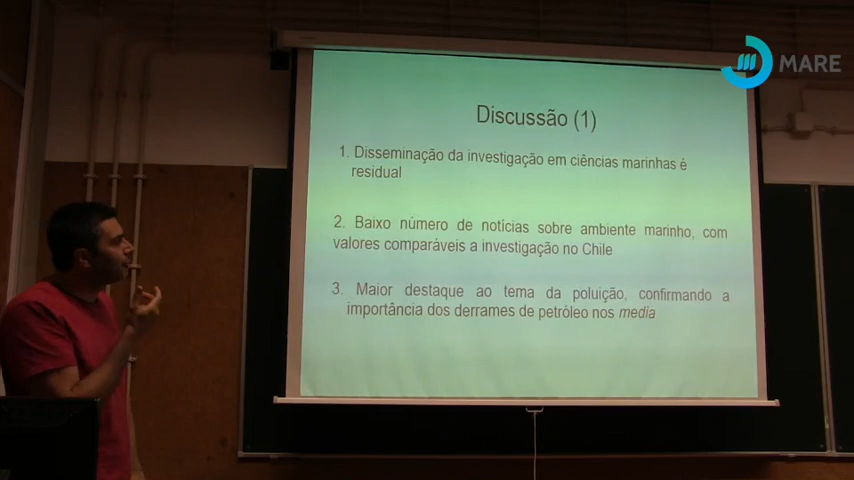 MARE
Discussão (1)
1. Disseminação da investigação em ciências marinhas é
residual
2. Baixo número de notícias sobre ambiente marinho, com
valores comparáveis a investigação no Chile
3. Maior destaque ao tema da poluição, confirmando a
importância dos derrames de petróleo nos media